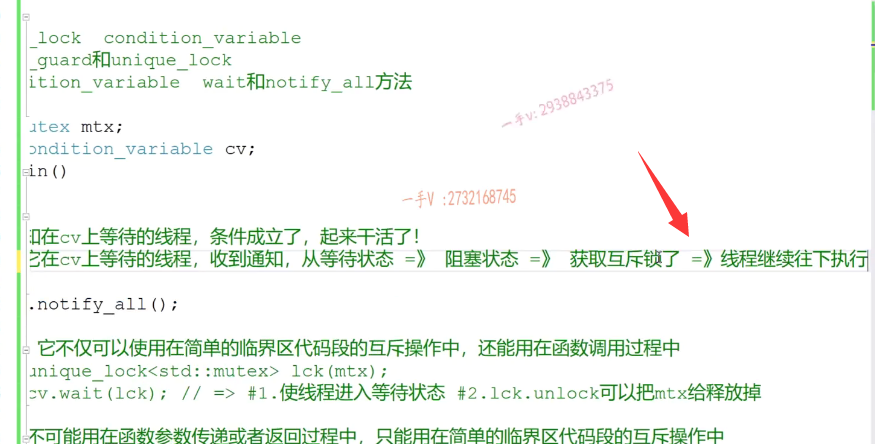 _lock condition_variable
_guard和unique_lock
ition_variable wait和notify_all方法
一手v:2938843375
utex mtx;
ondition_variable cv;
in()
一手V :2732168745
知在cv上等待的线程，条件成立了，起来干活了！
它在cv上等待的线程，收到通知，从等待状态 =》 阻塞状态 =》 获取互斥锁了 =》线程继续往下执行
.notify_all();
它不仅可以使用在简单的临界区代码段的互斥操作中，还能用在函数调用过程中
unique_lock<std::mutex> lck(mtx);
cv.wait(lck); // => #1.使线程进入等待状态 #2.lck.unlock可以把mtx给释放掉
不可能用在函数参数传递或者返回过程中，只能用在简单的临界区代码段的互斥操作中